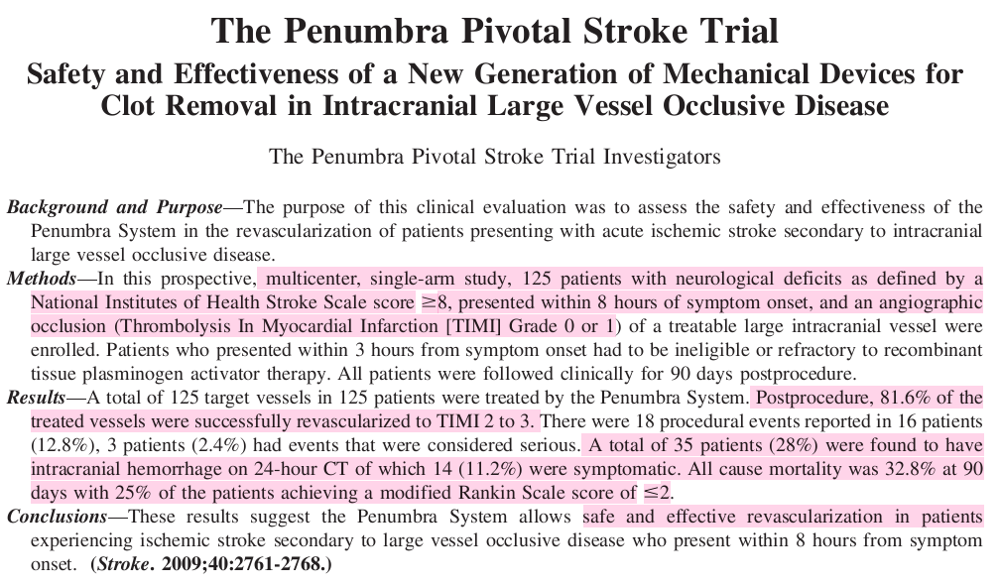 The Penumbra Pivotal Stroke Trial
Safety and Effectiveness of a New Generation of Mechanical Devices for
Clot Removal in Intracranial Large Vessel Occlusive Disease
The Penumbra Pivotal Stroke Trial Investigators
Background and Purpose—The purpose of this clinical evaluation was to assess the safety and effectiveness of the
Penumbra System in the revascularization of patients presenting with acute ischemic stroke secondary to intracranial
large vessel occlusive disease.
Methods—In this prospective, multicenter, single-arm study, 125 patients with neurological deficits as defined by a
National Institutes of Health Stroke Scale score ≥8, presented within 8 hours of symptom onset, and an angiographic
occlusion (Thrombolysis In Myocardial Infarction [TIMI] Grade 0 or 1) of a treatable large intracranial vessel were
enrolled. Patients who presented within 3 hours from symptom onset had to be ineligible or refractory to recombinant
tissue plasminogen activator therapy. All patients were followed clinically for 90 days postprocedure.
Results—A total of 125 target vessels in 125 patients were treated by the Penumbra System. Postprocedure, 81.6% of the
treated vessels were successfully revascularized to TIMI 2 to 3. There were 18 procedural events reported in 16 patients
(12.8%), 3 patients (2.4%) had events that were considered serious. A total of 35 patients (28%) were found to have
intracranial hemorrhage on 24-hour CT of which 14 (11.2%) were symptomatic. All cause mortality was 32.8% at 90
days with 25% of the patients achieving a modified Rankin Scale score of ≤2.
Conclusions—These results suggest the Penumbra System allows safe and effective revascularization in patients
experiencing ischemic stroke secondary to large vessel occlusive disease who present within 8 hours from symptom
onset. (Stroke. 2009;40:2761-2768.)